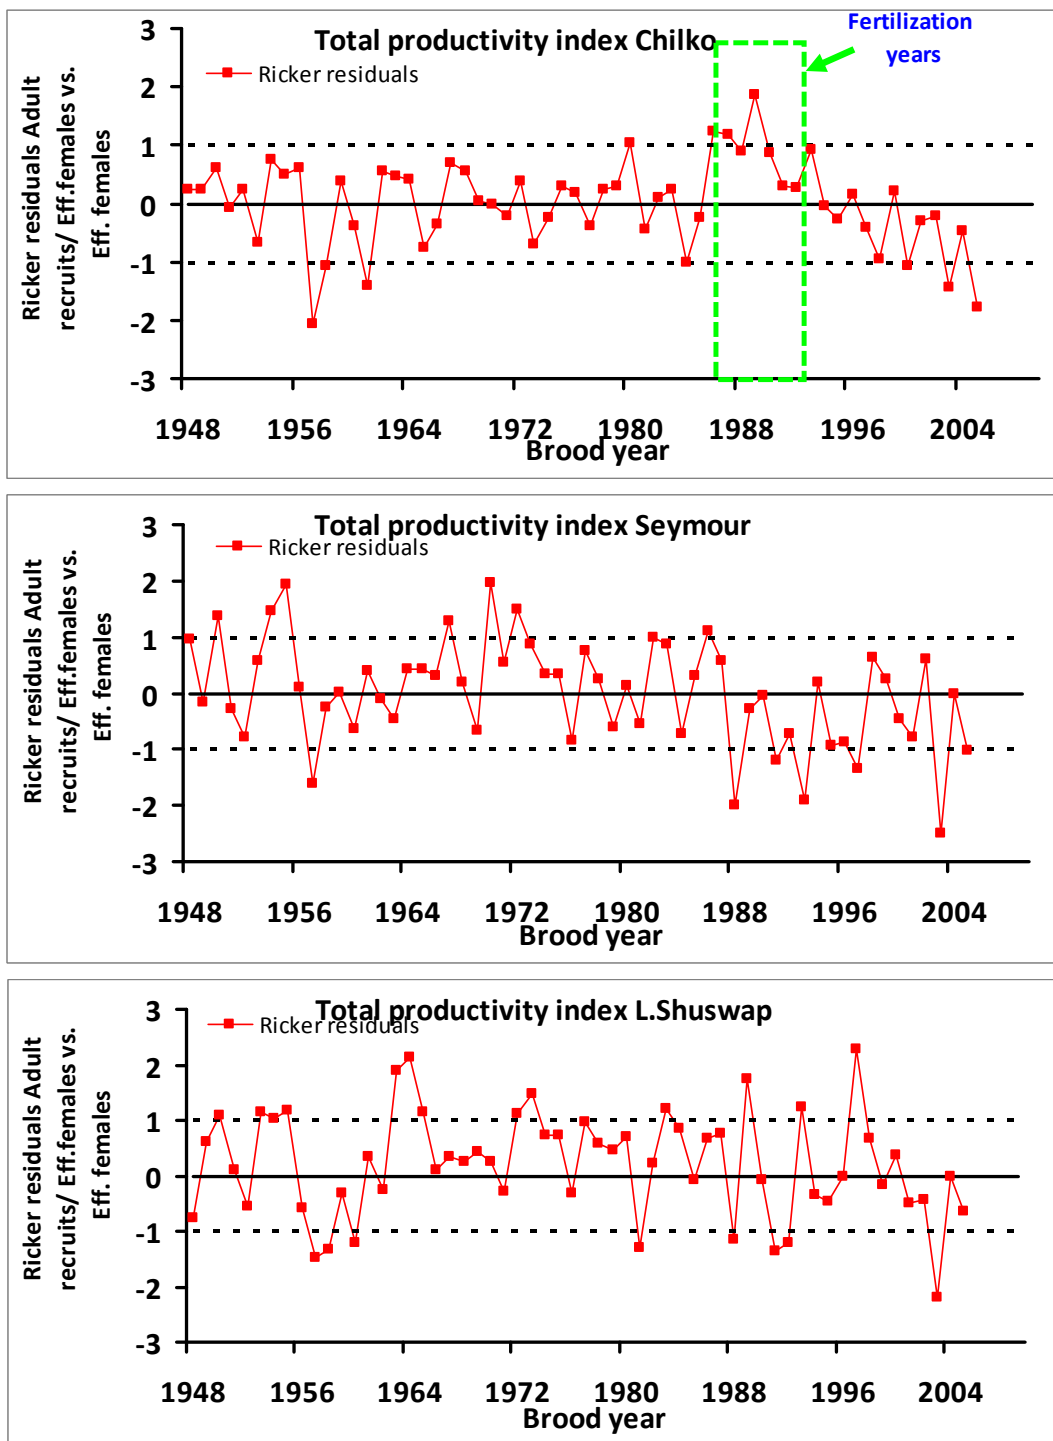 Total productivity index Chilko
Fertilization
years
Ricker residuals
Ricker residuals Adult
recruits/ Eff.females vs.
Eff. females
3
2
1
0
-1
-2
-3
1948 1956 1964 1972 1980 1988 1996 2004
Brood year
Total productivity index Seymour
Ricker residuals
Ricker residuals Adult
recruits/ Eff.females vs.
Eff. females
3
2
1
0
-1
-2
-3
1948 1956 1964 1972 1980 1988 1996 2004
Brood year
Total productivity index L.Shuswap
Ricker residuals
Ricker residuals Adult
recruits/ Eff.females vs.
Eff. females
3
2
1
0
-1
-2
-3
1948 1956 1964 1972 1980 1988 1996 2004
Brood year